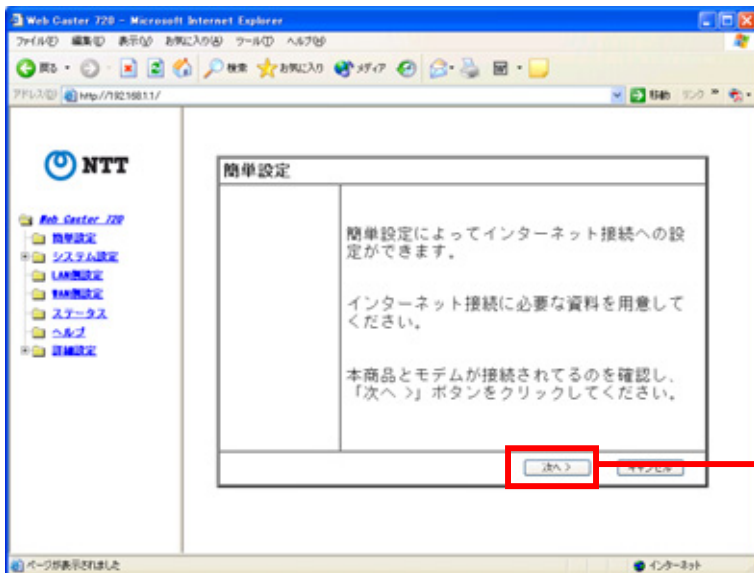 Web Caster 720 - Microsoft Internet Explorer
ファイル(F) 編集(E) 表示(V) お気に入り(A) ツール(T) ヘルプ(H)
戻る 検索 お気に入り メディア
アドレス(D) http://192.168.1.1/ 移動 リンク
NTT
簡単設定
Web Caster 720
簡単設定
システム設定
LAN側設定
WAN側設定
ステータス
ヘルプ
詳細設定
簡単設定によってインターネット接続への設
定ができます。
インターネット接続に必要な資料を用意して
ください。
本商品とモデムが接続されてるのを確認し、
「次へ >」ボタンをクリックしてください。
次へ > キャンセル
ページが表示されました インターネット